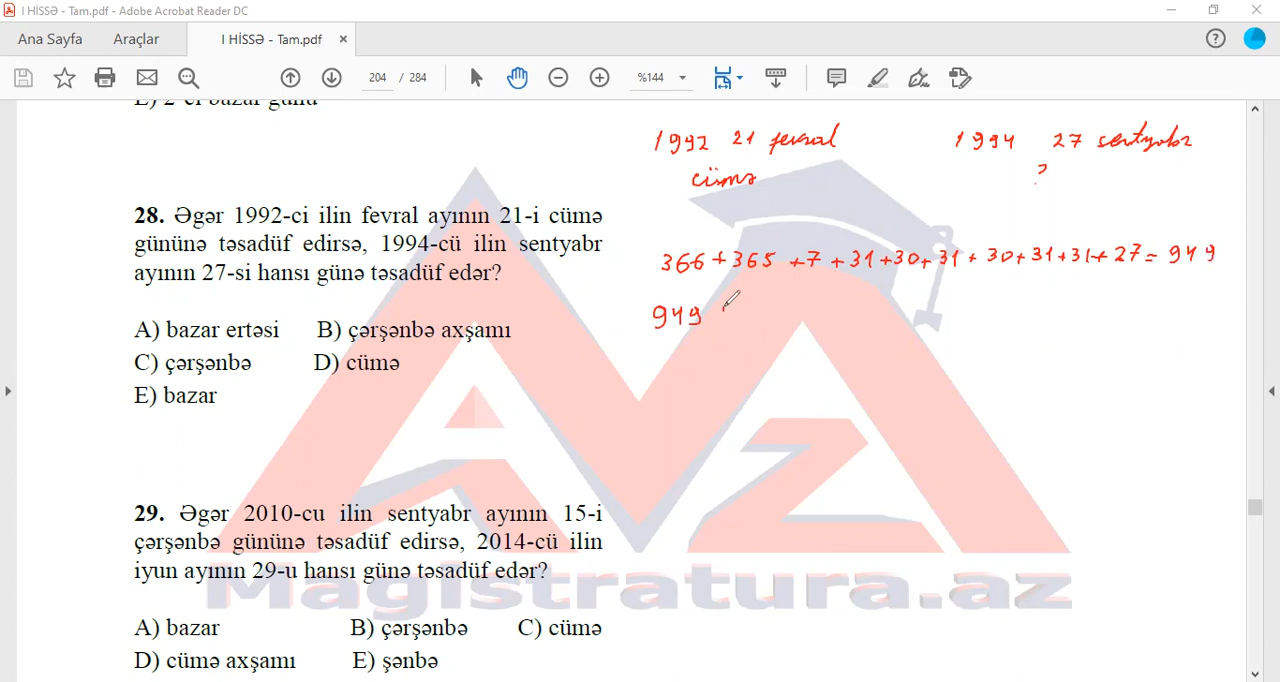 I HİSSƏ - Tam.pdf - Adobe Acrobat Reader DC
Ana Səyfa Araçlar I HİSSƏ - Tam.pdf ×
204 / 284 %144
E) 2-ci bazar günü
1992 21 fevral 1994 27 sentyabr
cümə ?
28. Əgər 1992-ci ilin fevral ayının 21-i cümə
gününə təsadüf edirsə, 1994-cü ilin sentyabr
ayının 27-si hansı günə təsadüf edər?
366 + 365 + 7 + 31 + 30 + 31 + 30 + 31 + 31 + 27 = 949
949
A) bazar ertəsi B) çərşənbə axşamı
C) çərşənbə D) cümə
E) bazar
29. Əgər 2010-cu ilin sentyabr ayının 15-i
çərşənbə gününə təsadüf edirsə, 2014-cü ilin
iyun ayının 29-u hansı günə təsadüf edər?
Magistratura.az
A) bazar B) çərşənbə C) cümə
D) cümə axşamı E) şənbə